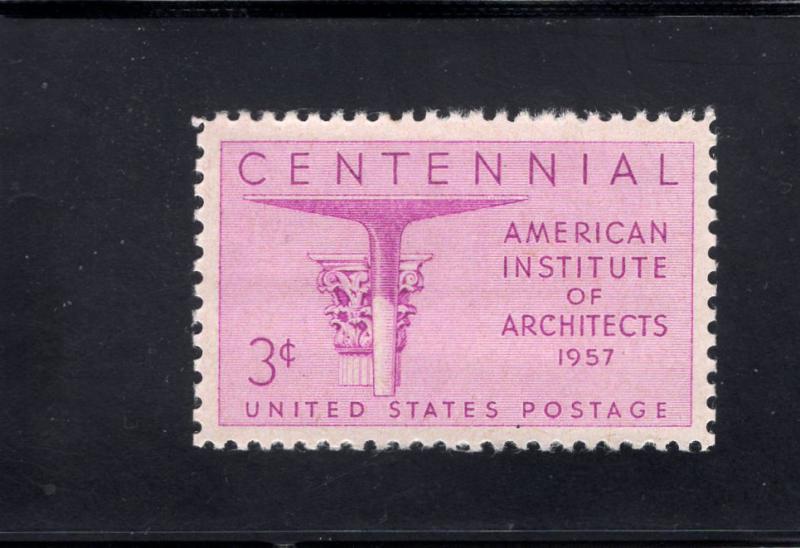 CENTENNIAL
AMERICAN
INSTITUTE
OF
ARCHITECTS
1957
3¢
UNITED STATES POSTAGE